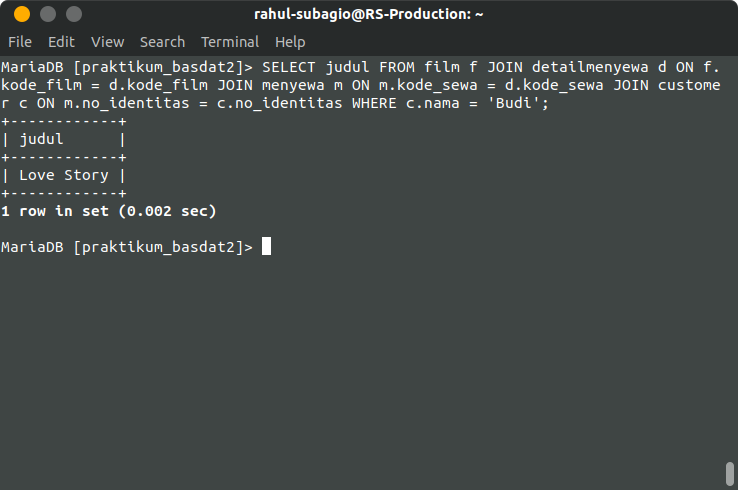 rahul-subagio@RS-Production: ~
File Edit View Search Terminal Help
MariaDB [praktikum_basdat2]> SELECT judul FROM film f JOIN detailmenyewa d ON f.
kode_film = d.kode_film JOIN menyewa m ON m.kode_sewa = d.kode_sewa JOIN custome
r c ON m.no_identitas = c.no_identitas WHERE c.nama = 'Budi';
+------------+
| judul      |
+------------+
| Love Story |
+------------+
1 row in set (0.002 sec)
MariaDB [praktikum_basdat2]>